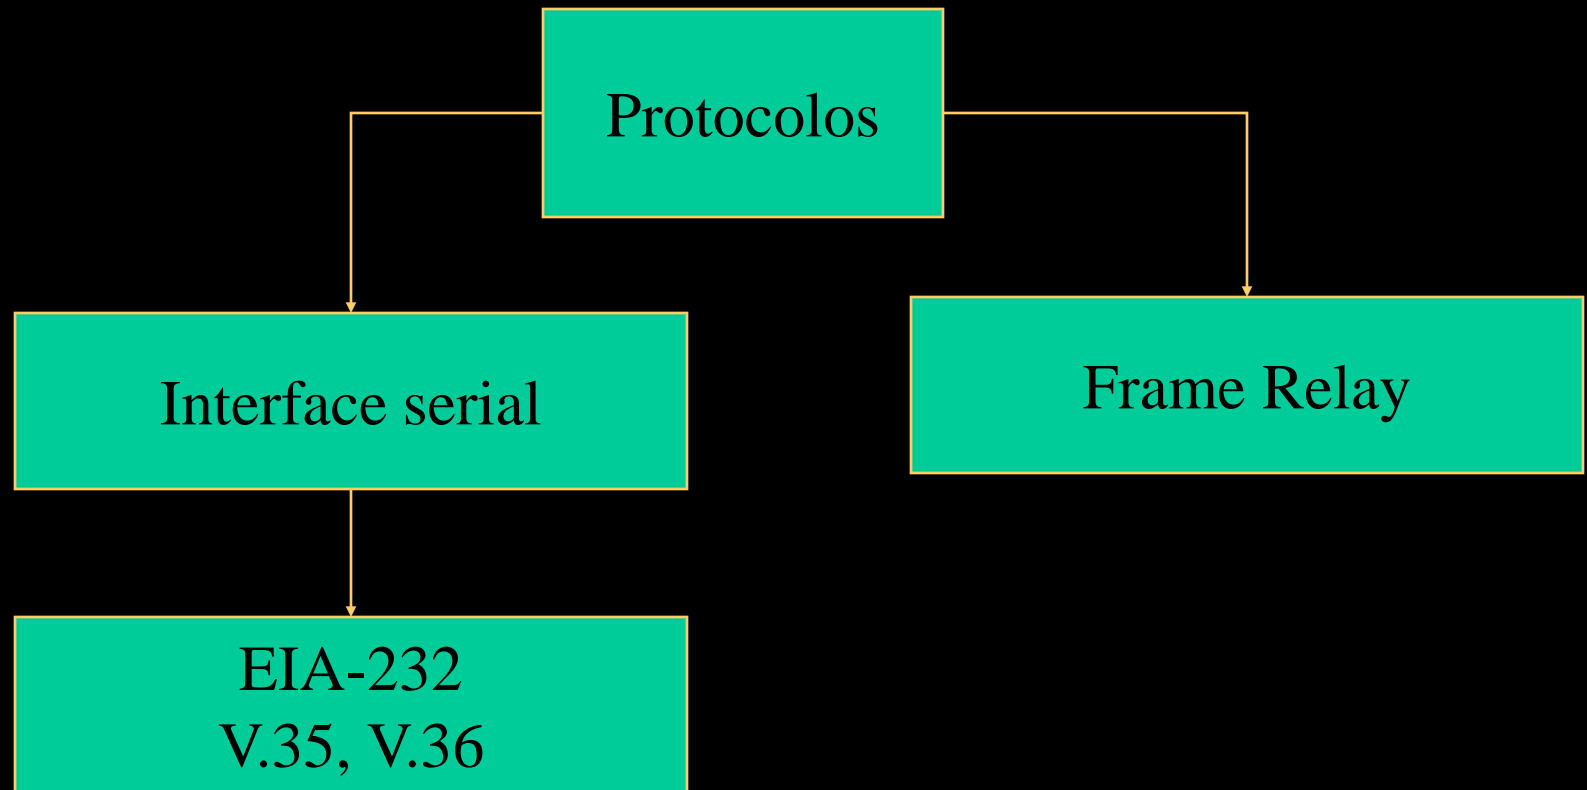 Protocolos
Interface serial
Frame Relay
EIA-232
V.35, V.36